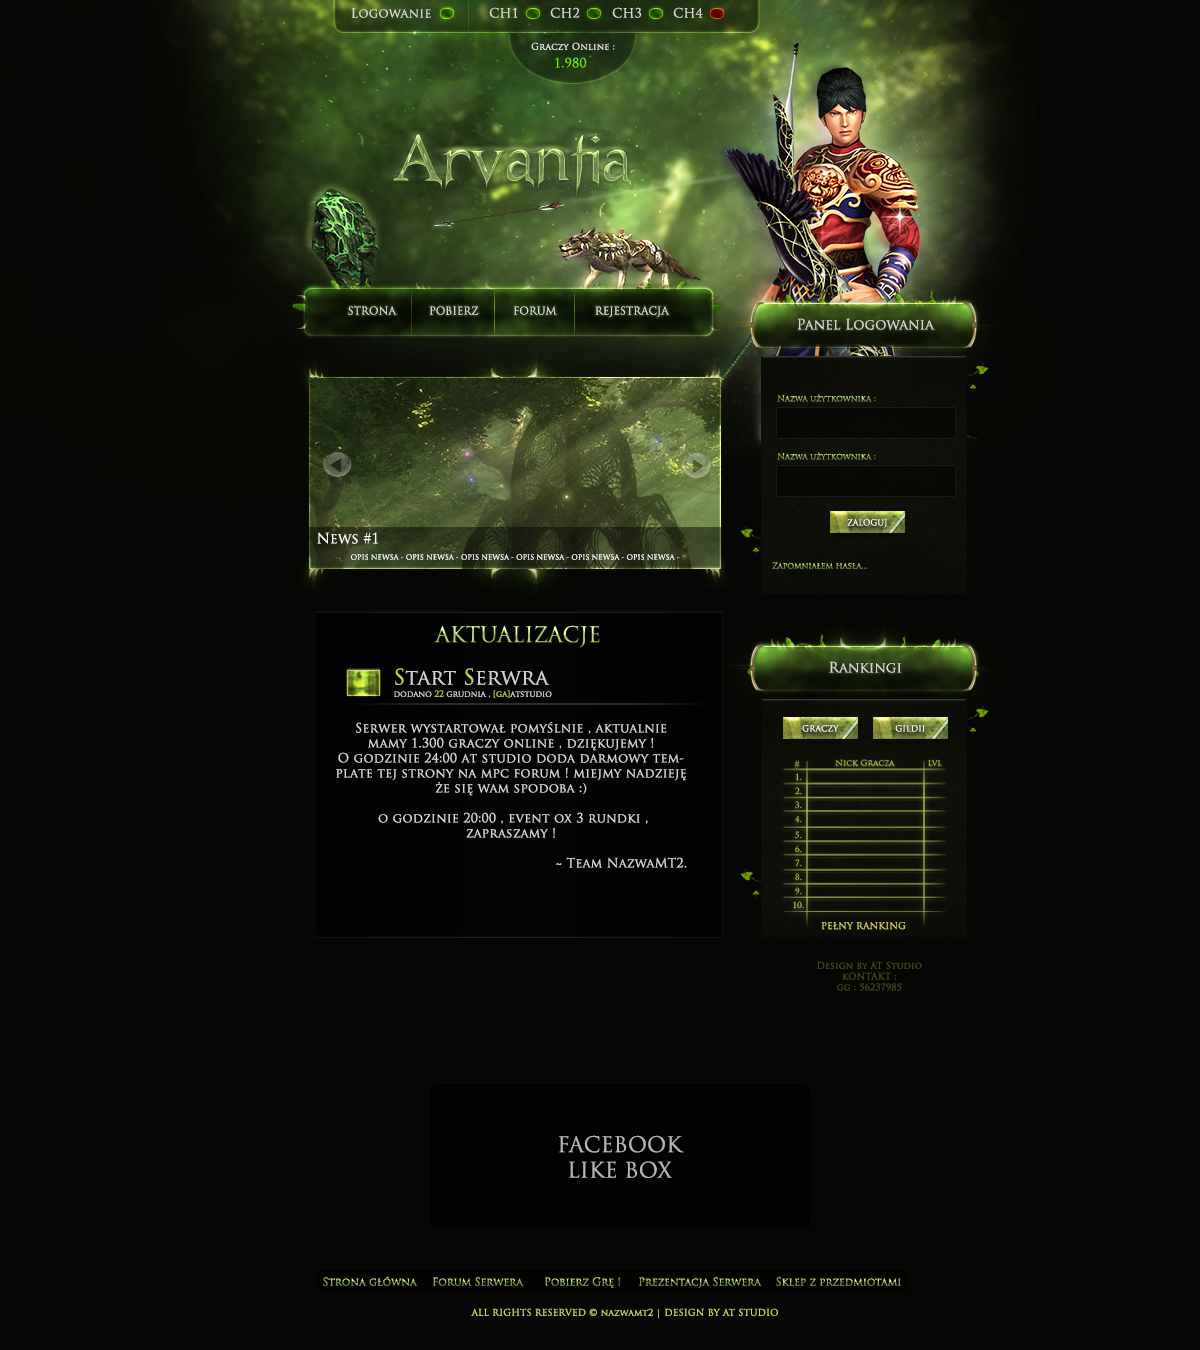 Logowanie CH1 CH2 CH3 CH4
Graczy Online :
1.980
Arvantia
STRONA POBIERZ FORUM REJESTRACJA
Panel Logowania
Nazwa użytkownika :
Nazwa użytkownika :
ZALOGUJ
Zapomniałem hasła...
News #1
OPIS NEWSA - OPIS NEWSA - OPIS NEWSA - OPIS NEWSA - OPIS NEWSA - OPIS NEWSA -
AKTUALIZACJE
Start Serwra
DODANO 22 GRUDNIA , [GA]ATSTUDIO
Serwer wystartował pomyślnie , aktualnie
mamy 1.300 graczy online , dziękujemy !
O godzinie 24:00 at studio doda darmowy tem-
plate tej strony na mpc forum ! miejmy nadzieję
że się wam spodoba :)
o godzinie 20:00 , event ox 3 rundki ,
zapraszamy !
~ Team NazwaMT2.
Rankingi
GRACZY GILDII
# Nick Gracza LVL
1.
2.
3.
4.
5.
6.
7.
8.
9.
10.
PEŁNY RANKING
Design by AT Studio
kONTAKT :
gg : 56237985
FACEBOOK
LIKE BOX
Strona główna Forum Serwera Pobierz Grę ! Prezentacja Serwera Sklep z przedmiotami
ALL RIGHTS RESERVED © nazwamt2 | DESIGN BY AT STUDIO